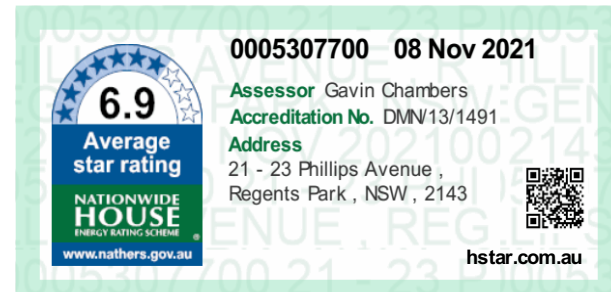 0005307700 08 Nov 2021
6.9
Average
star rating
NATIONWIDE
HOUSE
ENERGY RATING SCHEME ®
www.nathers.gov.au
Assessor Gavin Chambers
Accreditation No. DMN/13/1491
Address
21 - 23 Phillips Avenue ,
Regents Park , NSW , 2143
hstar.com.au